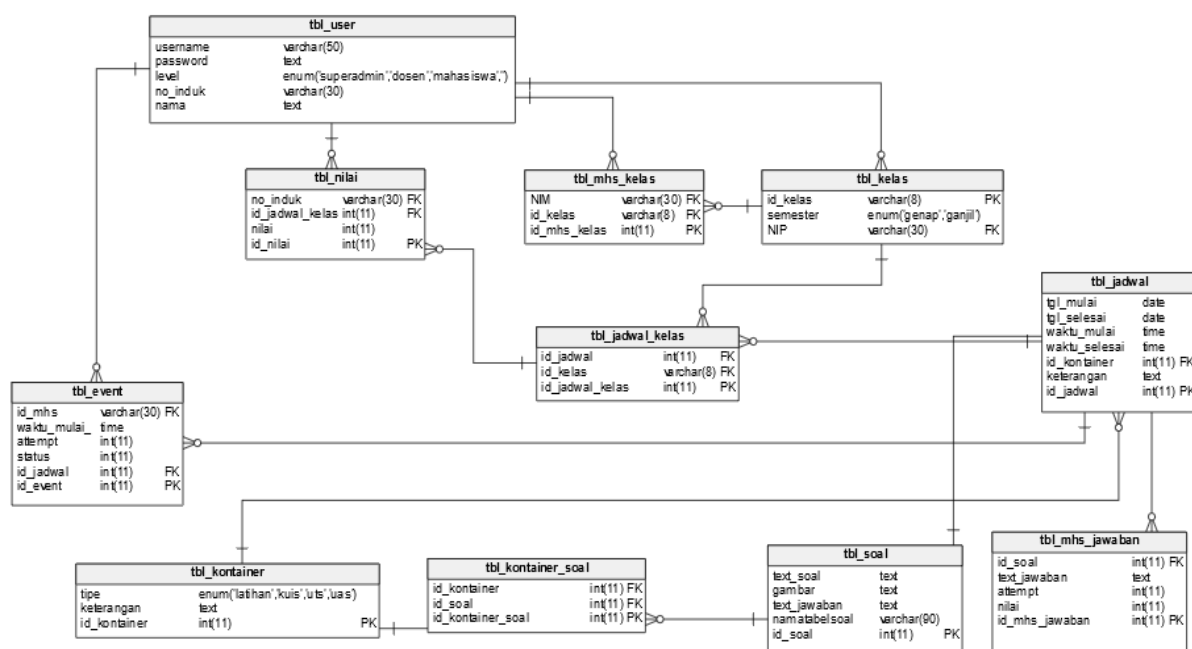 tbl_user
username varchar(50)
password text
level enum('superadmin','dosen','mahasiswa','')
no_induk varchar(30)
nama text
tbl_nilai
no_induk varchar(30) FK
id_jadwal_kelas int(11) FK
nilai int(11)
id_nilai int(11) PK
tbl_mhs_kelas
NIM varchar(30) FK
id_kelas varchar(8) FK
id_mhs_kelas int(11) PK
tbl_kelas
id_kelas varchar(8) PK
semester enum('genap','ganjil')
NIP varchar(30) FK
tbl_jadwal
tgl_mulai date
tgl_selesai date
waktu_mulai time
waktu_selesai time
id_kontainer int(11) FK
keterangan text
id_jadwal int(11) PK
tbl_jadwal_kelas
id_jadwal int(11) FK
id_kelas varchar(8) FK
id_jadwal_kelas int(11) PK
tbl_event
id_mhs varchar(30) FK
waktu_mulai_ time
attempt int(11)
status int(11)
id_jadwal int(11) FK
id_event int(11) PK
tbl_kontainer
tipe enum('latihan','kuis','uts','uas')
keterangan text
id_kontainer int(11) PK
tbl_kontainer_soal
id_kontainer int(11) FK
id_soal int(11) FK
id_kontainer_soal int(11) PK
tbl_soal
text_soal text
gambar text
text_jawaban text
namatabelsoal varchar(90)
id_soal int(11) PK
tbl_mhs_jawaban
id_soal int(11) FK
text_jawaban text
attempt int(11)
nilai int(11)
id_mhs_jawaban int(11) PK